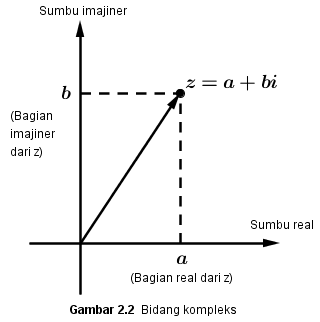 Sumbu imajiner
z = a + bi
b
(Bagian
imajiner
dari z)
Sumbu real
a
(Bagian real dari z)
Gambar 2.2 Bidang kompleks